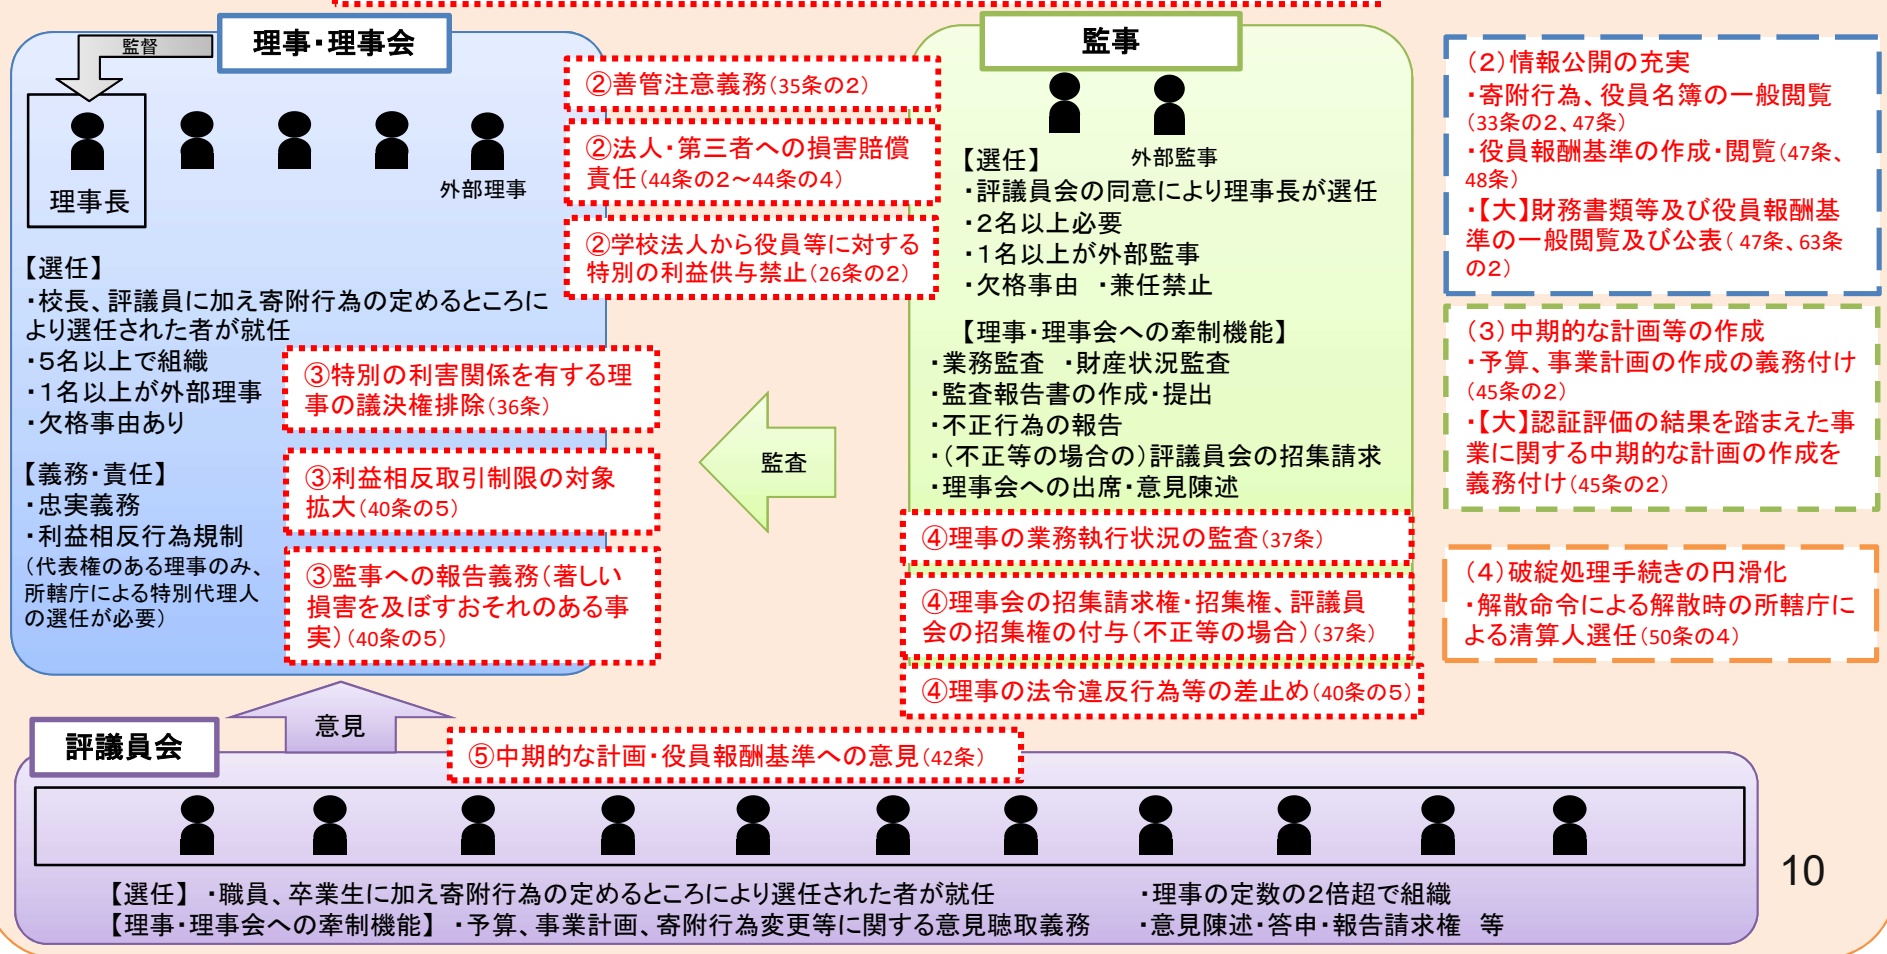 監督
理事・理事会
理事長
外部理事
【選任】
・校長、評議員に加え寄附行為の定めるところに
より選任された者が就任
・5名以上で組織
・1名以上が外部理事
・欠格事由あり
【義務・責任】
・忠実義務
・利益相反行為規制
(代表権のある理事のみ、
所轄庁による特別代理人
の選任が必要)
②善管注意義務(35条の2)
②法人・第三者への損害賠償
責任(44条の2～44条の4)
②学校法人から役員等に対する
特別の利益供与禁止(26条の2)
③特別の利害関係を有する理
事の議決権排除(36条)
③利益相反取引制限の対象
拡大(40条の5)
③監事への報告義務(著しい
損害を及ぼすおそれのある事
実)(40条の5)
監査
監事
外部監事
【選任】
・評議員会の同意により理事長が選任
・2名以上必要
・1名以上が外部監事
・欠格事由 ・兼任禁止
【理事・理事会への牽制機能】
・業務監査 ・財産状況監査
・監査報告書の作成・提出
・不正行為の報告
・(不正等の場合の)評議員会の招集請求
・理事会への出席・意見陳述
④理事の業務執行状況の監査(37条)
④理事会の招集請求権・招集権、評議員
会の招集権の付与(不正等の場合)(37条)
④理事の法令違反行為等の差止め(40条の5)
(2)情報公開の充実
・寄附行為、役員名簿の一般閲覧
(33条の2、47条)
・役員報酬基準の作成・閲覧(47条、
48条)
・【大】財務書類等及び役員報酬基
準の一般閲覧及び公表(47条、63条
の2)
(3)中期的な計画等の作成
・予算、事業計画の作成の義務付け
(45条の2)
・【大】認証評価の結果を踏まえた事
業に関する中期的な計画の作成を
義務付け(45条の2)
(4)破綻処理手続きの円滑化
・解散命令による解散時の所轄庁に
よる清算人選任(50条の4)
意見
評議員会
⑤中期的な計画・役員報酬基準への意見(42条)
【選任】 ・職員、卒業生に加え寄附行為の定めるところにより選任された者が就任 ・理事の定数の2倍超で組織
【理事・理事会への牽制機能】 ・予算、事業計画、寄附行為変更等に関する意見聴取義務 ・意見陳述・答申・報告請求権 等
10